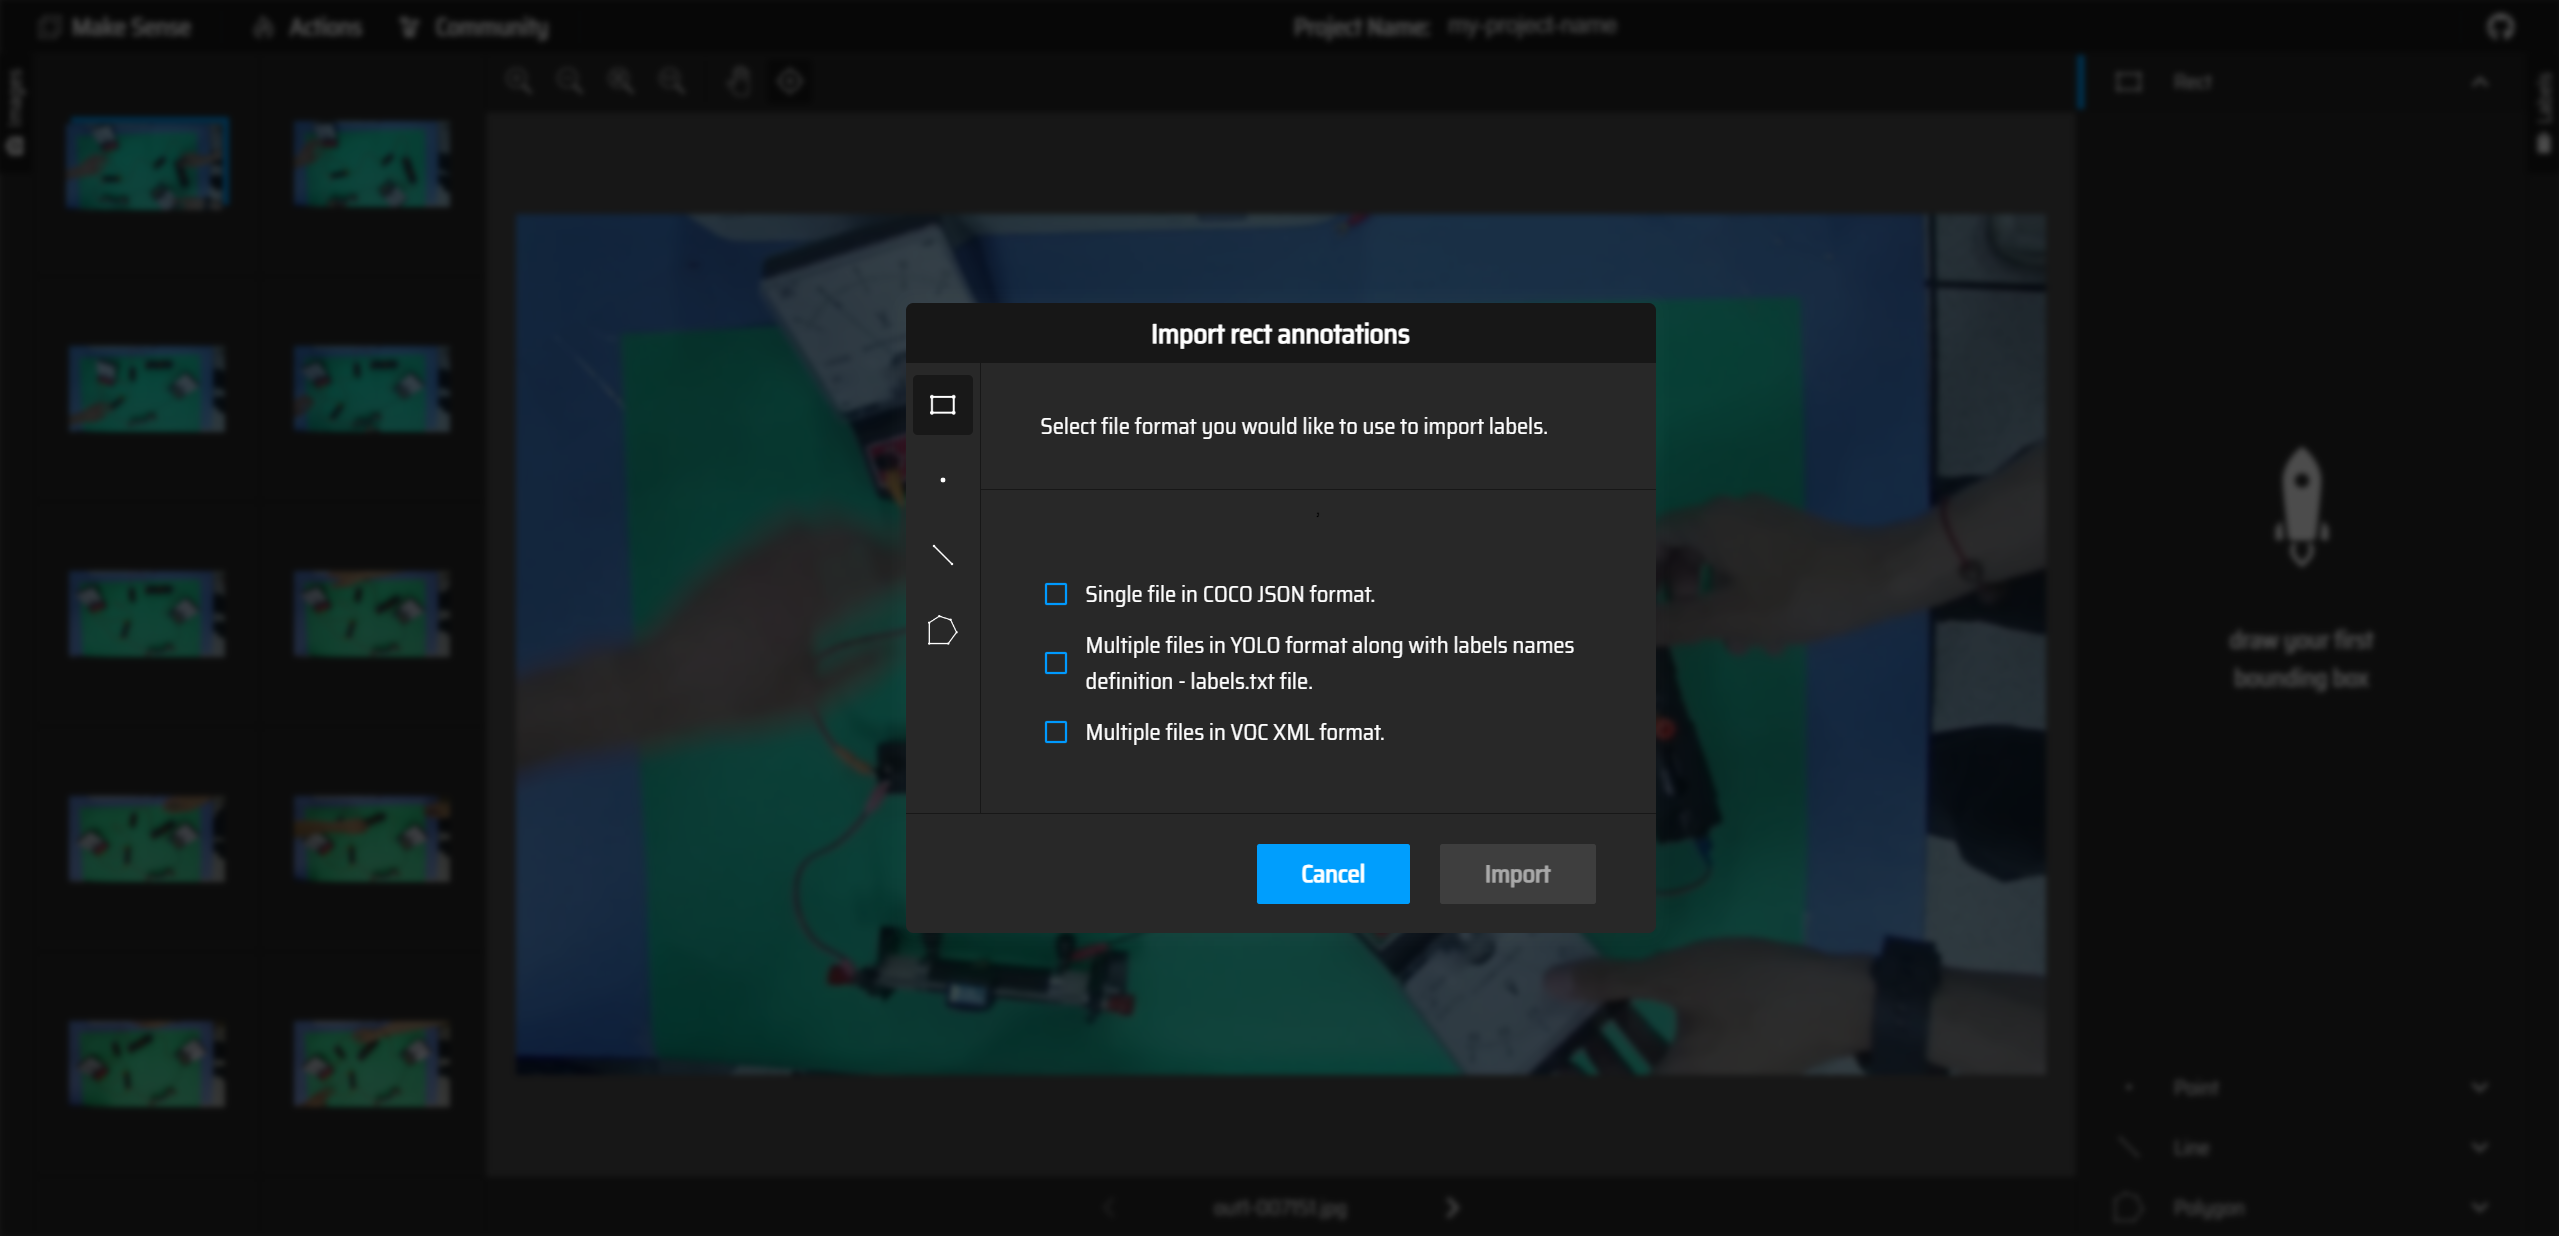 Make Sense
Actions
Community
Project Name: my-project-name
Images
Rect
Labels
Import rect annotations
Select file format you would like to use to import labels.
Single file in COCO JSON format.
Multiple files in YOLO format along with labels names
definition - labels.txt file.
Multiple files in VOC XML format.
draw your first
bounding box
Cancel
Import
Point
Line
Polygon